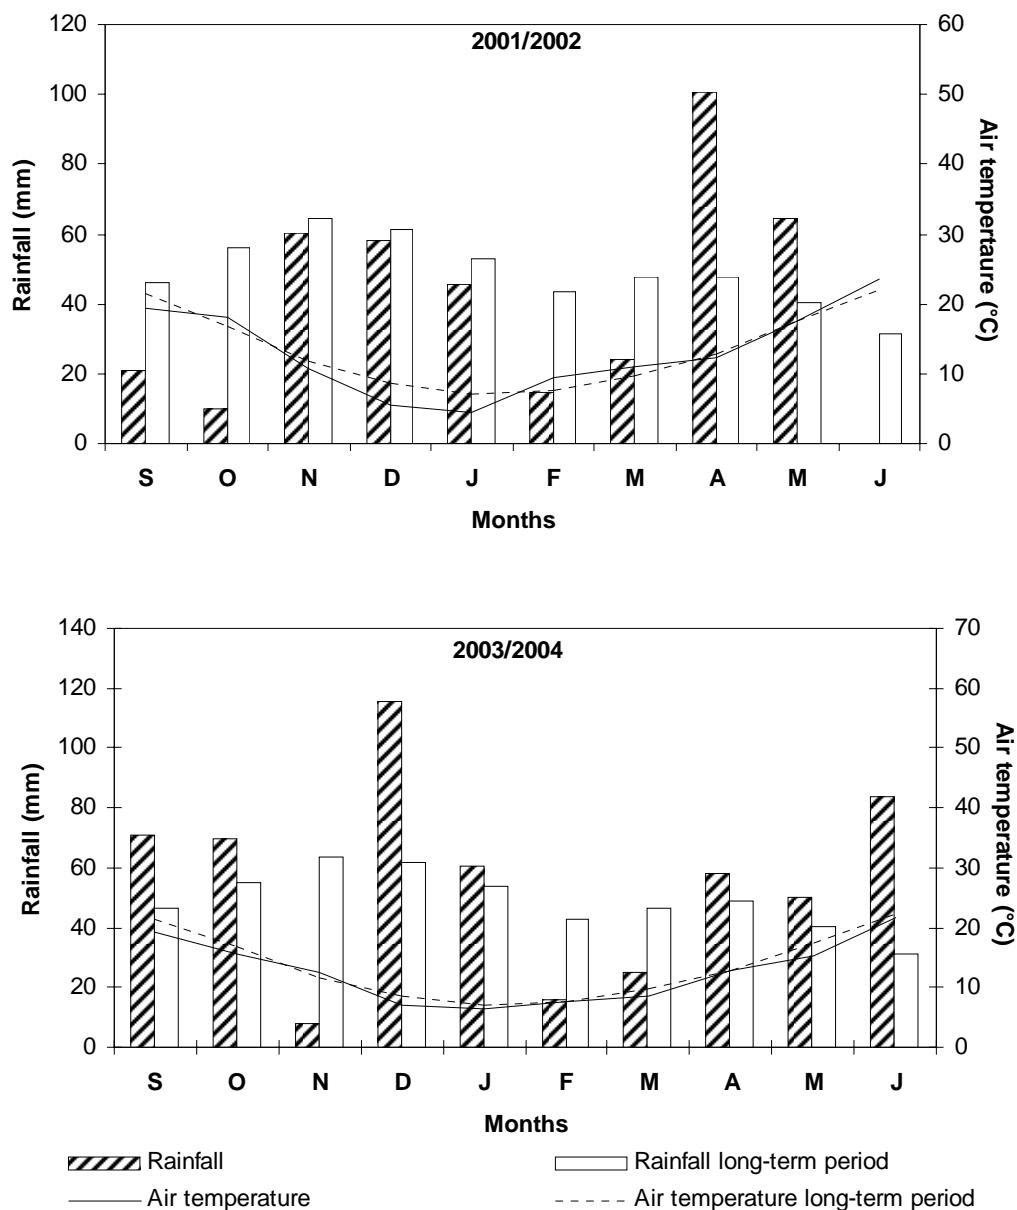 2001/2002
Rainfall (mm)
120
100
80
60
40
20
0
60
50
40
30
20
10
0
Air tempertaure (°C)
S O N D J F M A M J
Months
2003/2004
Rainfall (mm)
140
120
100
80
60
40
20
0
70
60
50
40
30
20
10
0
Air temperature (°C)
S O N D J F M A M J
Months
Rainfall
Rainfall long-term period
Air temperature
Air temperature long-term period